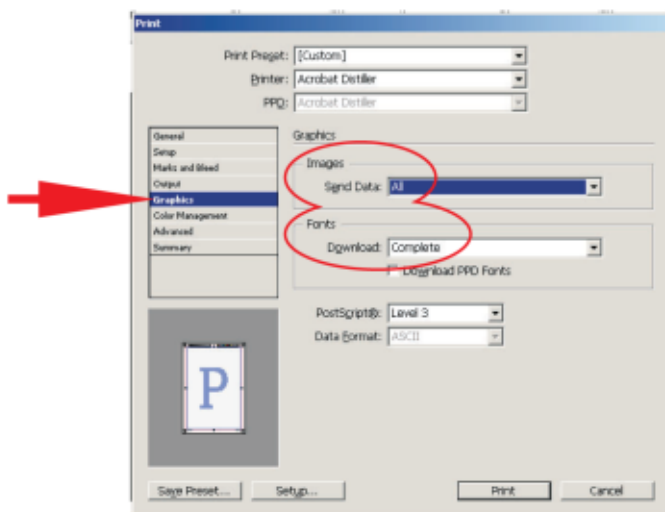 Print
Print Preset: [Custom]
Printer: Acrobat Distiller
PPD: Acrobat Distiller
General
Setup
Marks and Bleed
Output
Graphics
Color Management
Advanced
Summary
Graphics
Images
Send Data: All
Fonts
Download: Complete
Download PPD Fonts
PostScript®: Level 3
Data Format: ASCII
P
Save Preset...
Setup...
Print
Cancel